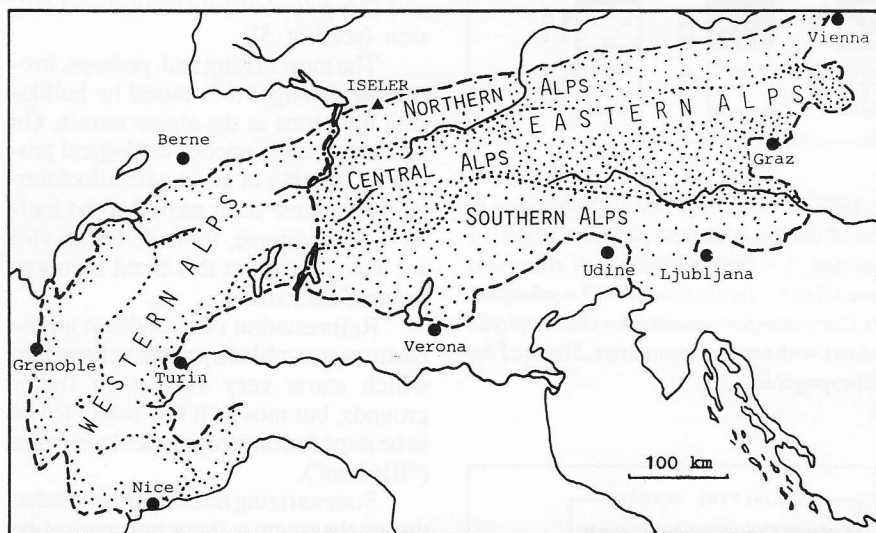 Vienna
ISELER
NORTHERN ALPS
EASTERN ALPS
Berne
Graz
CENTRAL ALPS
SOUTHERN ALPS
WESTERN ALPS
Udine
Ljubljana
Verona
Grenoble
Turin
100 km
Nice